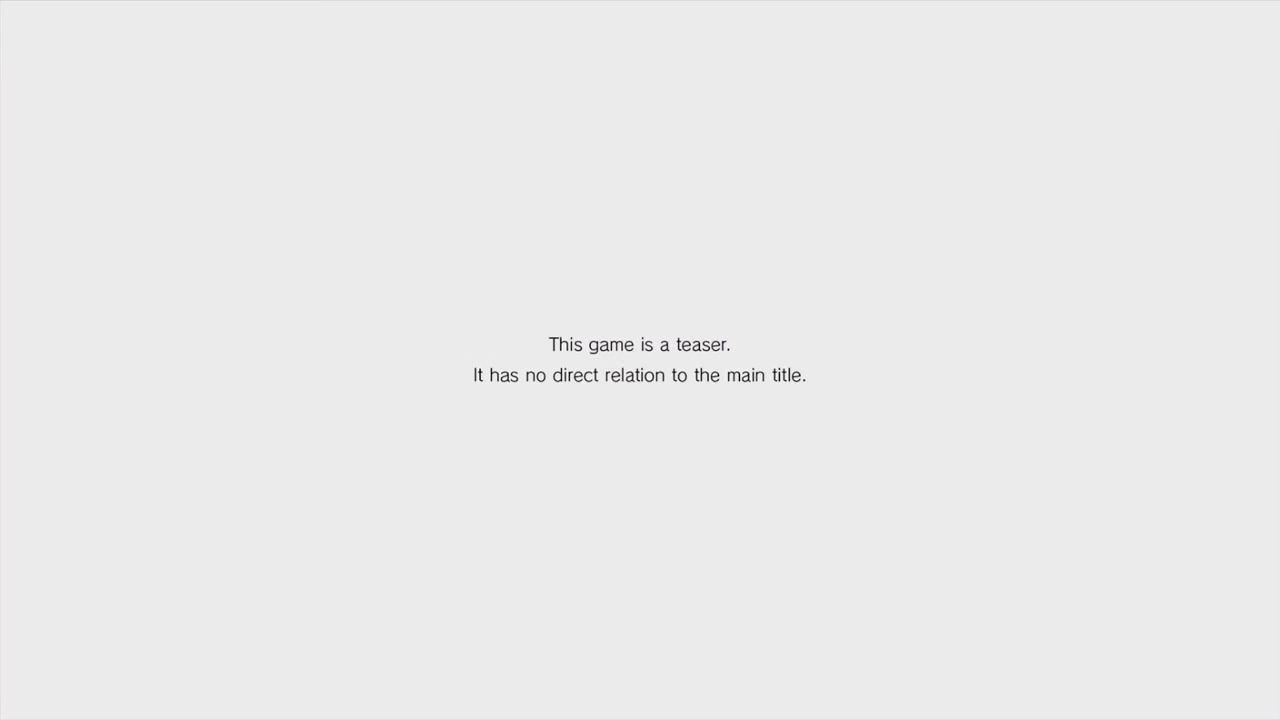 This game is a teaser.
It has no direct relation to the main title.